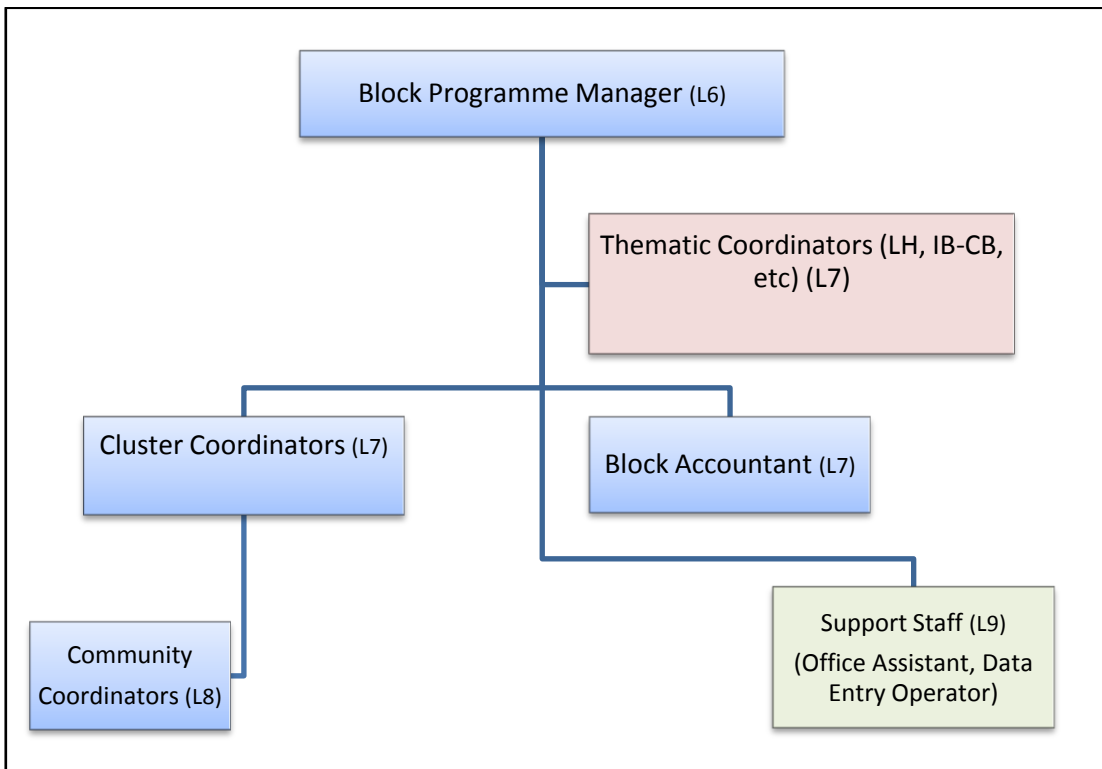 Block Programme Manager (L6)
Thematic Coordinators (LH, IB-CB,
etc) (L7)
Cluster Coordinators (L7)
Block Accountant (L7)
Community
Coordinators (L8)
Support Staff (L9)
(Office Assistant, Data
Entry Operator)